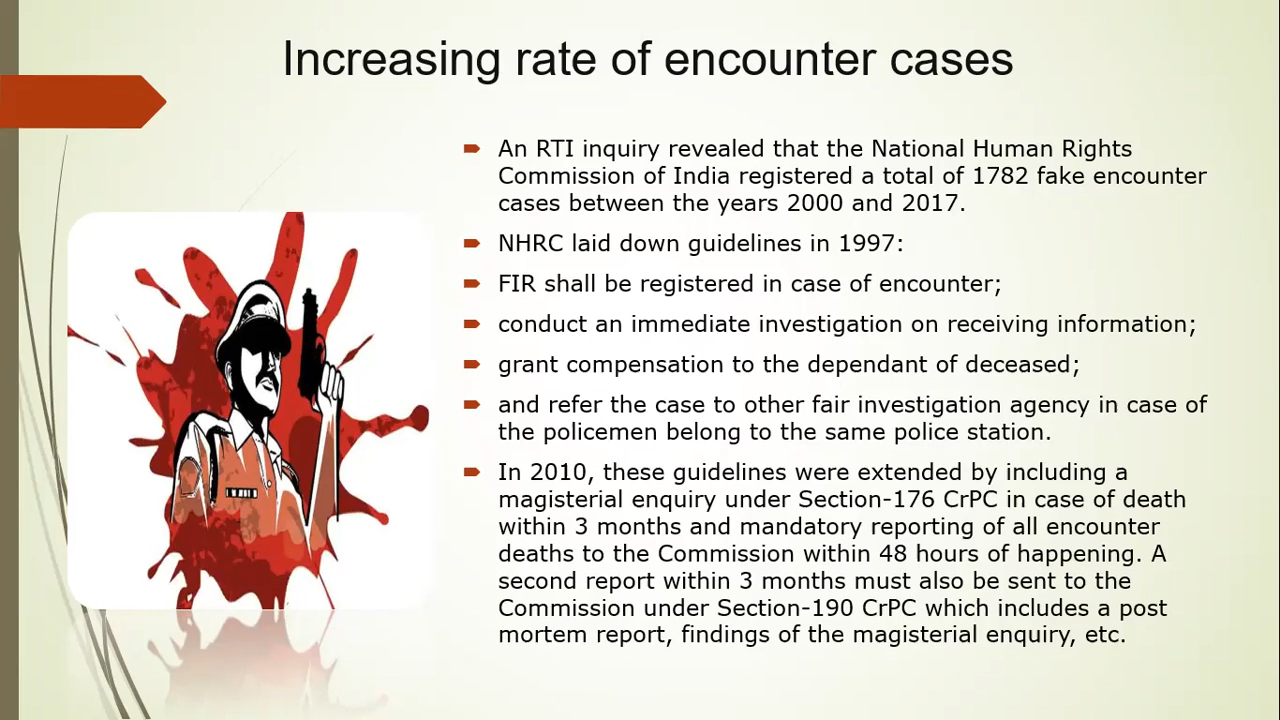 Increasing rate of encounter cases
An RTI inquiry revealed that the National Human Rights
Commission of India registered a total of 1782 fake encounter
cases between the years 2000 and 2017.
NHRC laid down guidelines in 1997:
FIR shall be registered in case of encounter;
conduct an immediate investigation on receiving information;
grant compensation to the dependant of deceased;
and refer the case to other fair investigation agency in case of
the policemen belong to the same police station.
In 2010, these guidelines were extended by including a
magisterial enquiry under Section-176 CrPC in case of death
within 3 months and mandatory reporting of all encounter
deaths to the Commission within 48 hours of happening. A
second report within 3 months must also be sent to the
Commission under Section-190 CrPC which includes a post
mortem report, findings of the magisterial enquiry, etc.